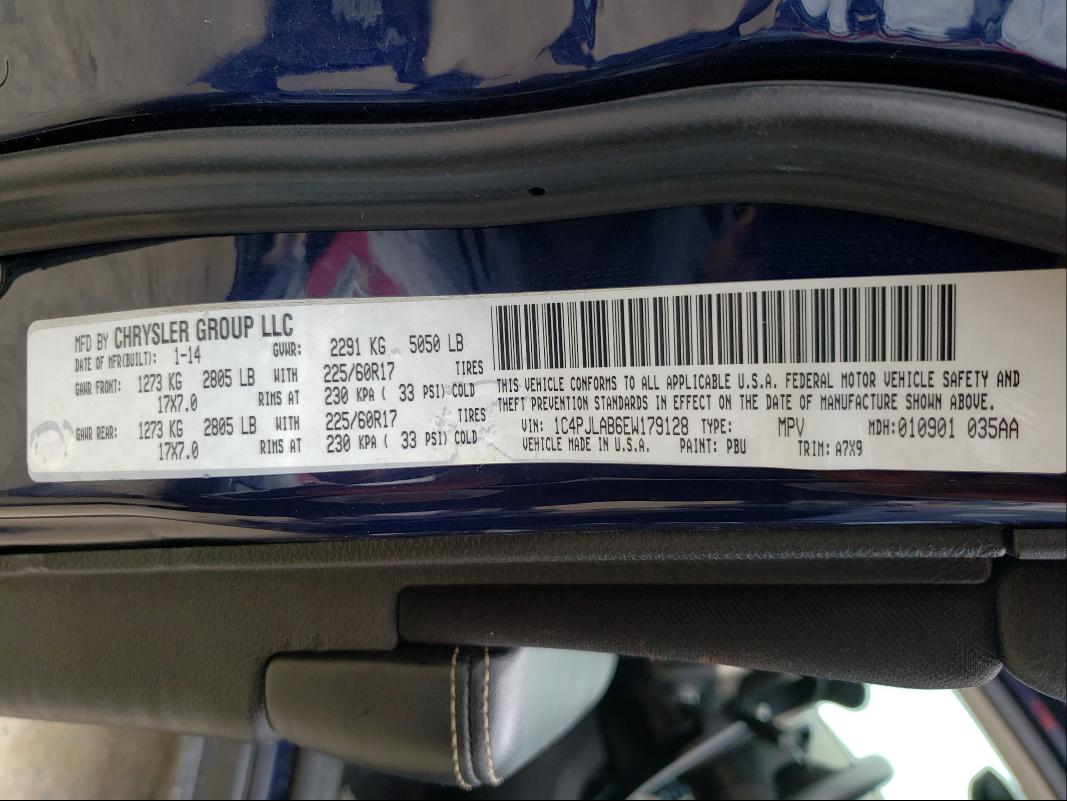 MFD BY CHRYSLER GROUP LLC
DATE OF MFR(BUILT): 1-14 GVWR: 2291 KG 5050 LB
GAWR FRONT: 1273 KG 2805 LB WITH 225/60R17 TIRES
17X7.0 RIMS AT 230 KPA ( 33 PSI) COLD
GAWR REAR: 1273 KG 2805 LB WITH 225/60R17 TIRES
17X7.0 RIMS AT 230 KPA ( 33 PSI) COLD
THIS VEHICLE CONFORMS TO ALL APPLICABLE U.S.A. FEDERAL MOTOR VEHICLE SAFETY AND
THEFT PREVENTION STANDARDS IN EFFECT ON THE DATE OF MANUFACTURE SHOWN ABOVE.
VIN: 1C4PJLAB6EW179128 TYPE: MPV MDH:010901 035AA
VEHICLE MADE IN U.S.A. PAINT: PBU TRIM: A7X9